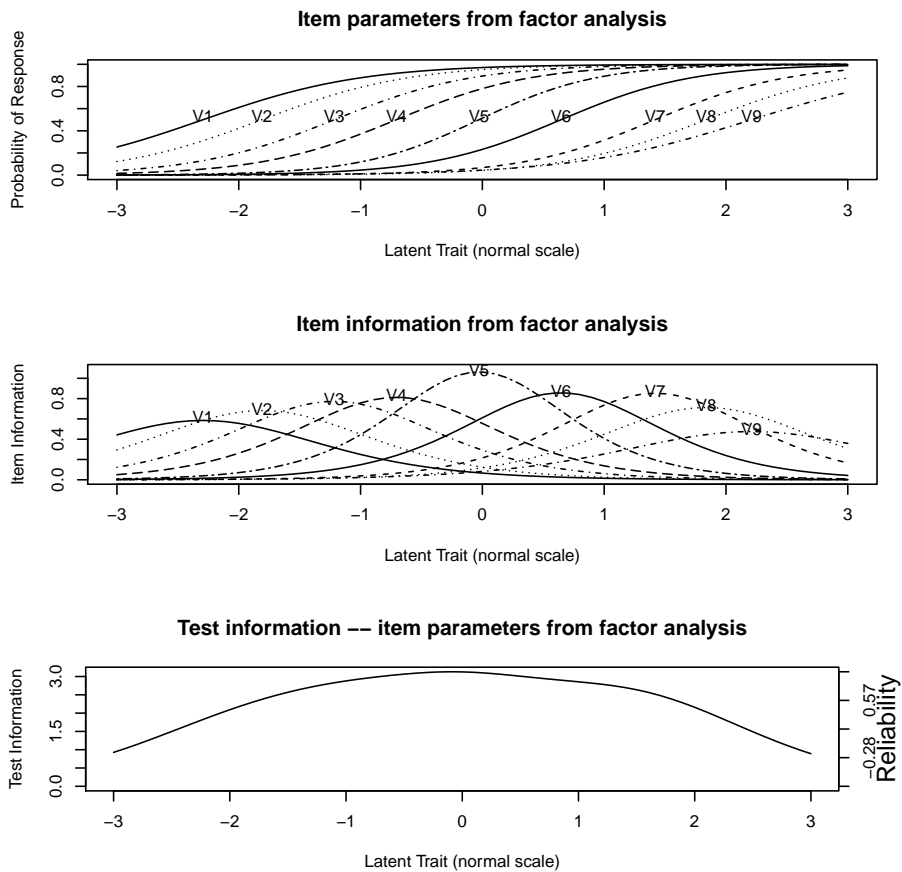 Item parameters from factor analysis
Probability of Response
0.0 0.4 0.8
V1 V2 V3 V4 V5 V6 V7 V8 V9
−3 −2 −1 0 1 2 3
Latent Trait (normal scale)
Item information from factor analysis
Item Information
0.0 0.4 0.8
V1 V2 V3 V4 V5 V6 V7 V8 V9
−3 −2 −1 0 1 2 3
Latent Trait (normal scale)
Test information −− item parameters from factor analysis
Test Information
0.0 1.5 3.0
−0.28 0.57
Reliability
−3 −2 −1 0 1 2 3
Latent Trait (normal scale)